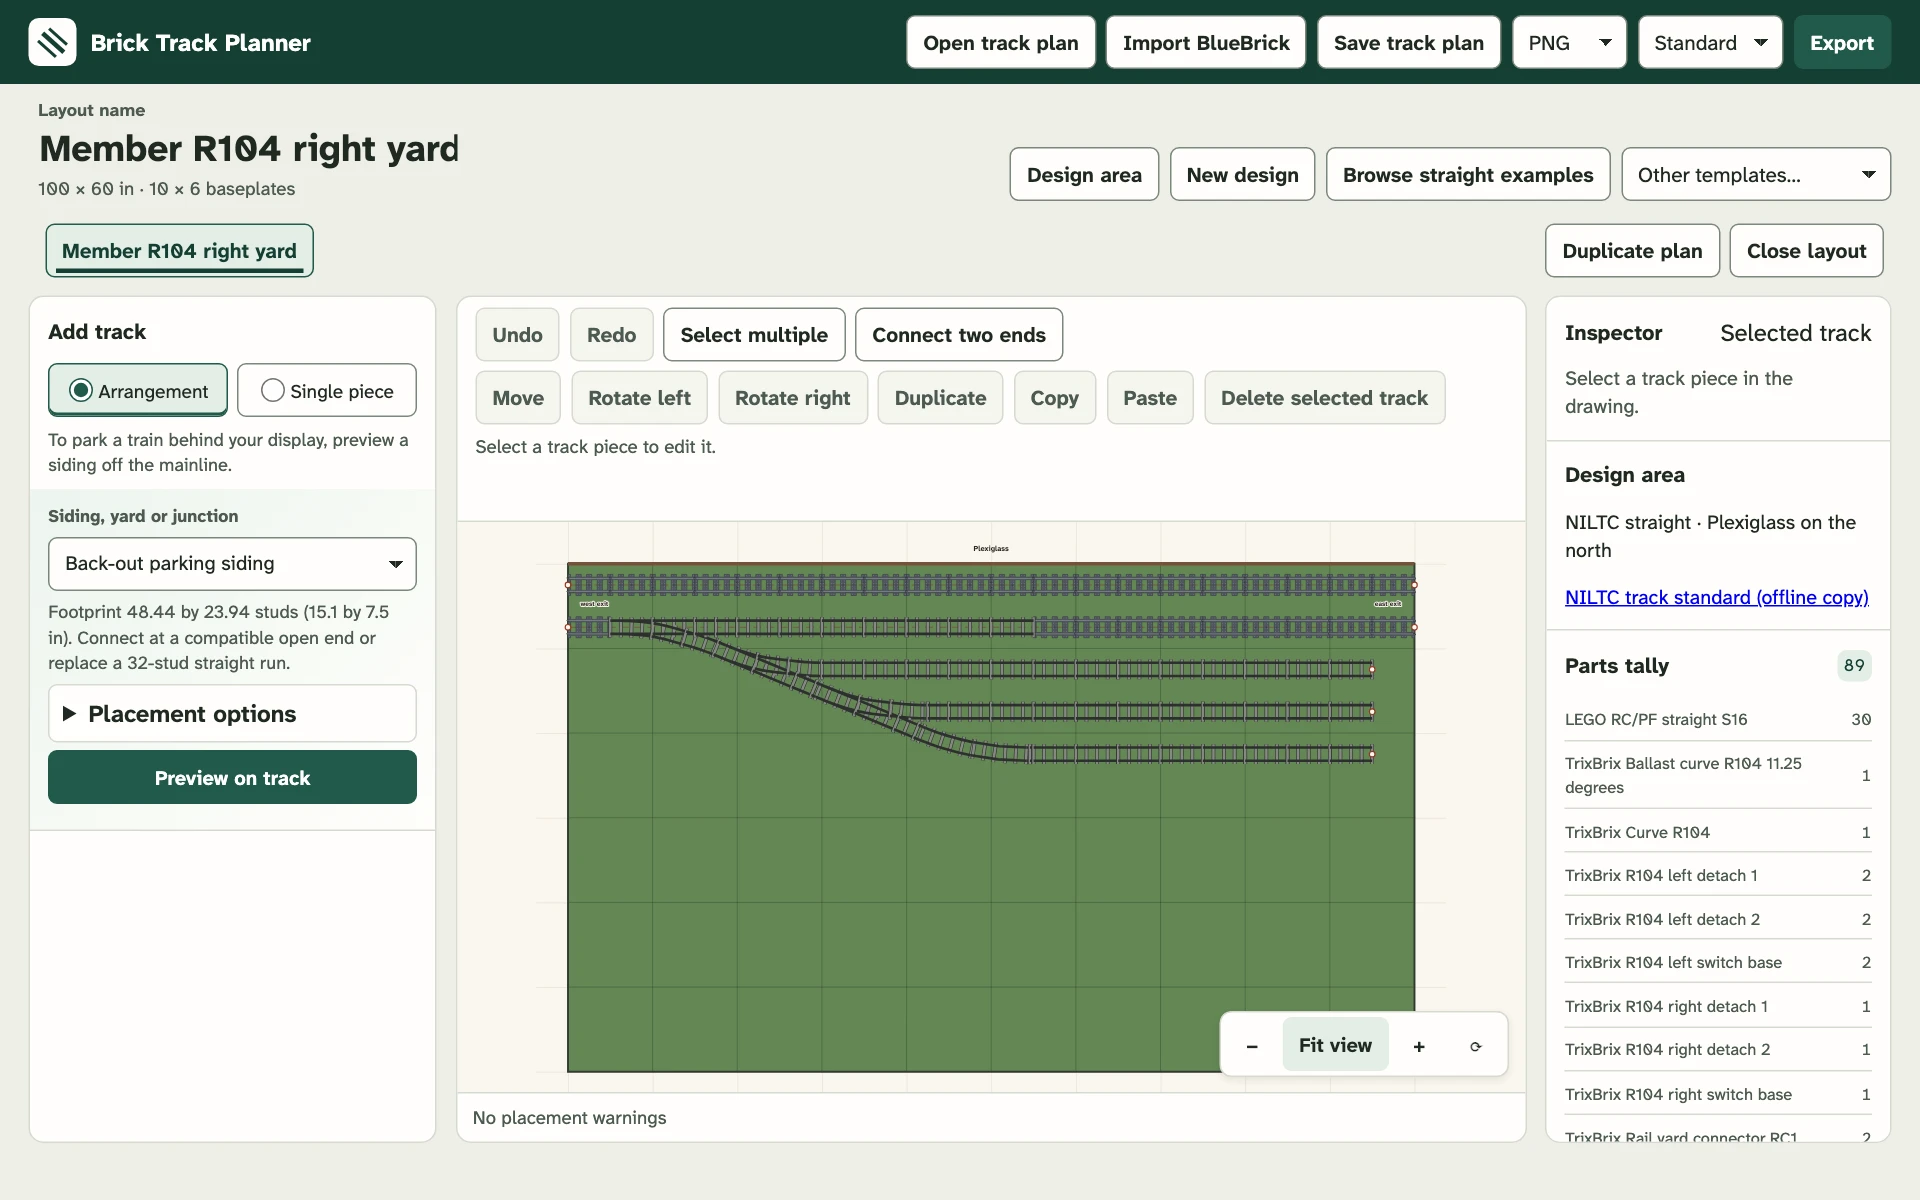 Brick Track Planner
Open track plan
Import BlueBrick
Save track plan
PNG
Standard
Export
Layout name
Member R104 right yard
100 × 60 in · 10 × 6 baseplates
Design area
New design
Browse straight examples
Other templates...
Member R104 right yard
Duplicate plan
Close layout
Add track
Arrangement
Single piece
To park a train behind your display, preview a
siding off the mainline.
Siding, yard or junction
Back-out parking siding
Footprint 48.44 by 23.94 studs (15.1 by 7.5
in). Connect at a compatible open end or
replace a 32-stud straight run.
Placement options
Preview on track
Undo
Redo
Select multiple
Connect two ends
Move
Rotate left
Rotate right
Duplicate
Copy
Paste
Delete selected track
Select a track piece to edit it.
Plexiglass
west exit
east exit
−
Fit view
+
No placement warnings
Inspector
Selected track
Select a track piece in the
drawing.
Design area
NILTC straight · Plexiglass on the
north
NILTC track standard (offline copy)
Parts tally
89
LEGO RC/PF straight S16
30
TrixBrix Ballast curve R104 11.25
degrees
1
TrixBrix Curve R104
1
TrixBrix R104 left detach 1
2
TrixBrix R104 left detach 2
2
TrixBrix R104 left switch base
2
TrixBrix R104 right detach 1
1
TrixBrix R104 right detach 2
1
TrixBrix R104 right switch base
1
TrixBrix Rail yard connector RC1
2